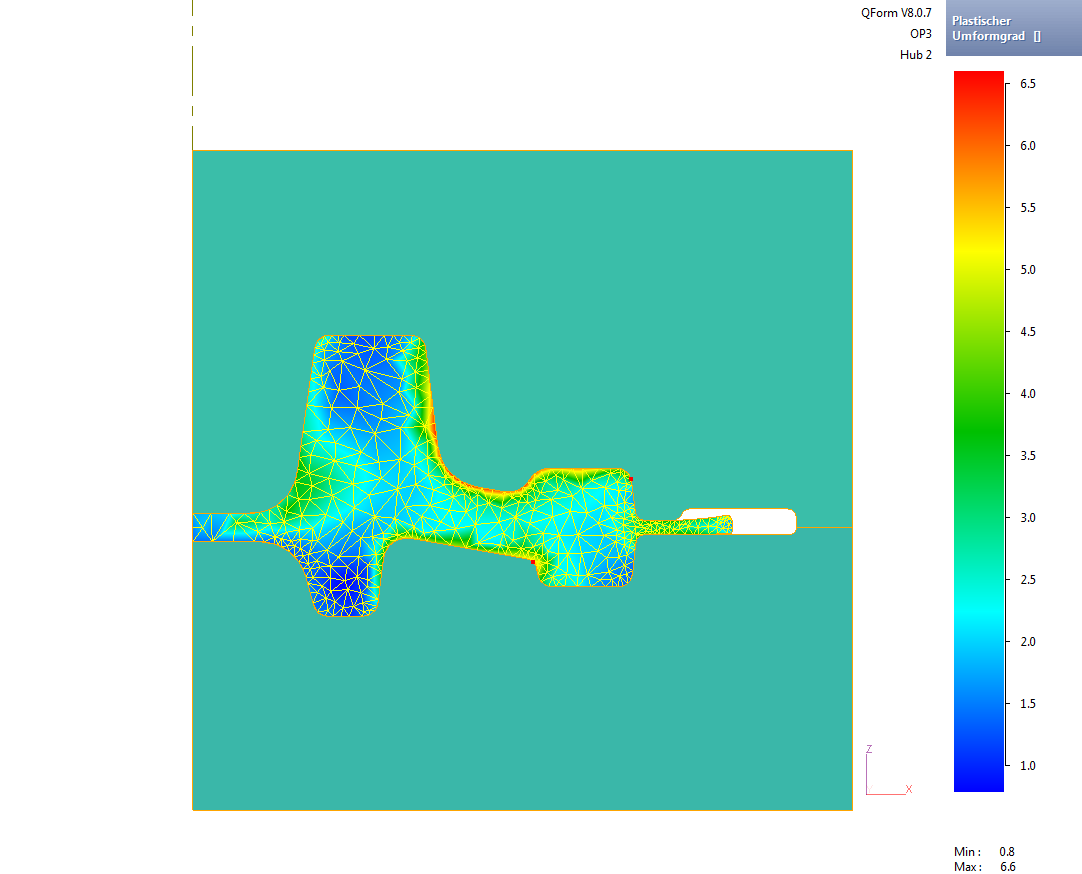 QForm V8.0.7
OP3
Hub 2
Plastischer
Umformgrad []
6.5
6.0
5.5
5.0
4.5
4.0
3.5
3.0
2.5
2.0
1.5
1.0
Z
X
Min : 0.8
Max : 6.6